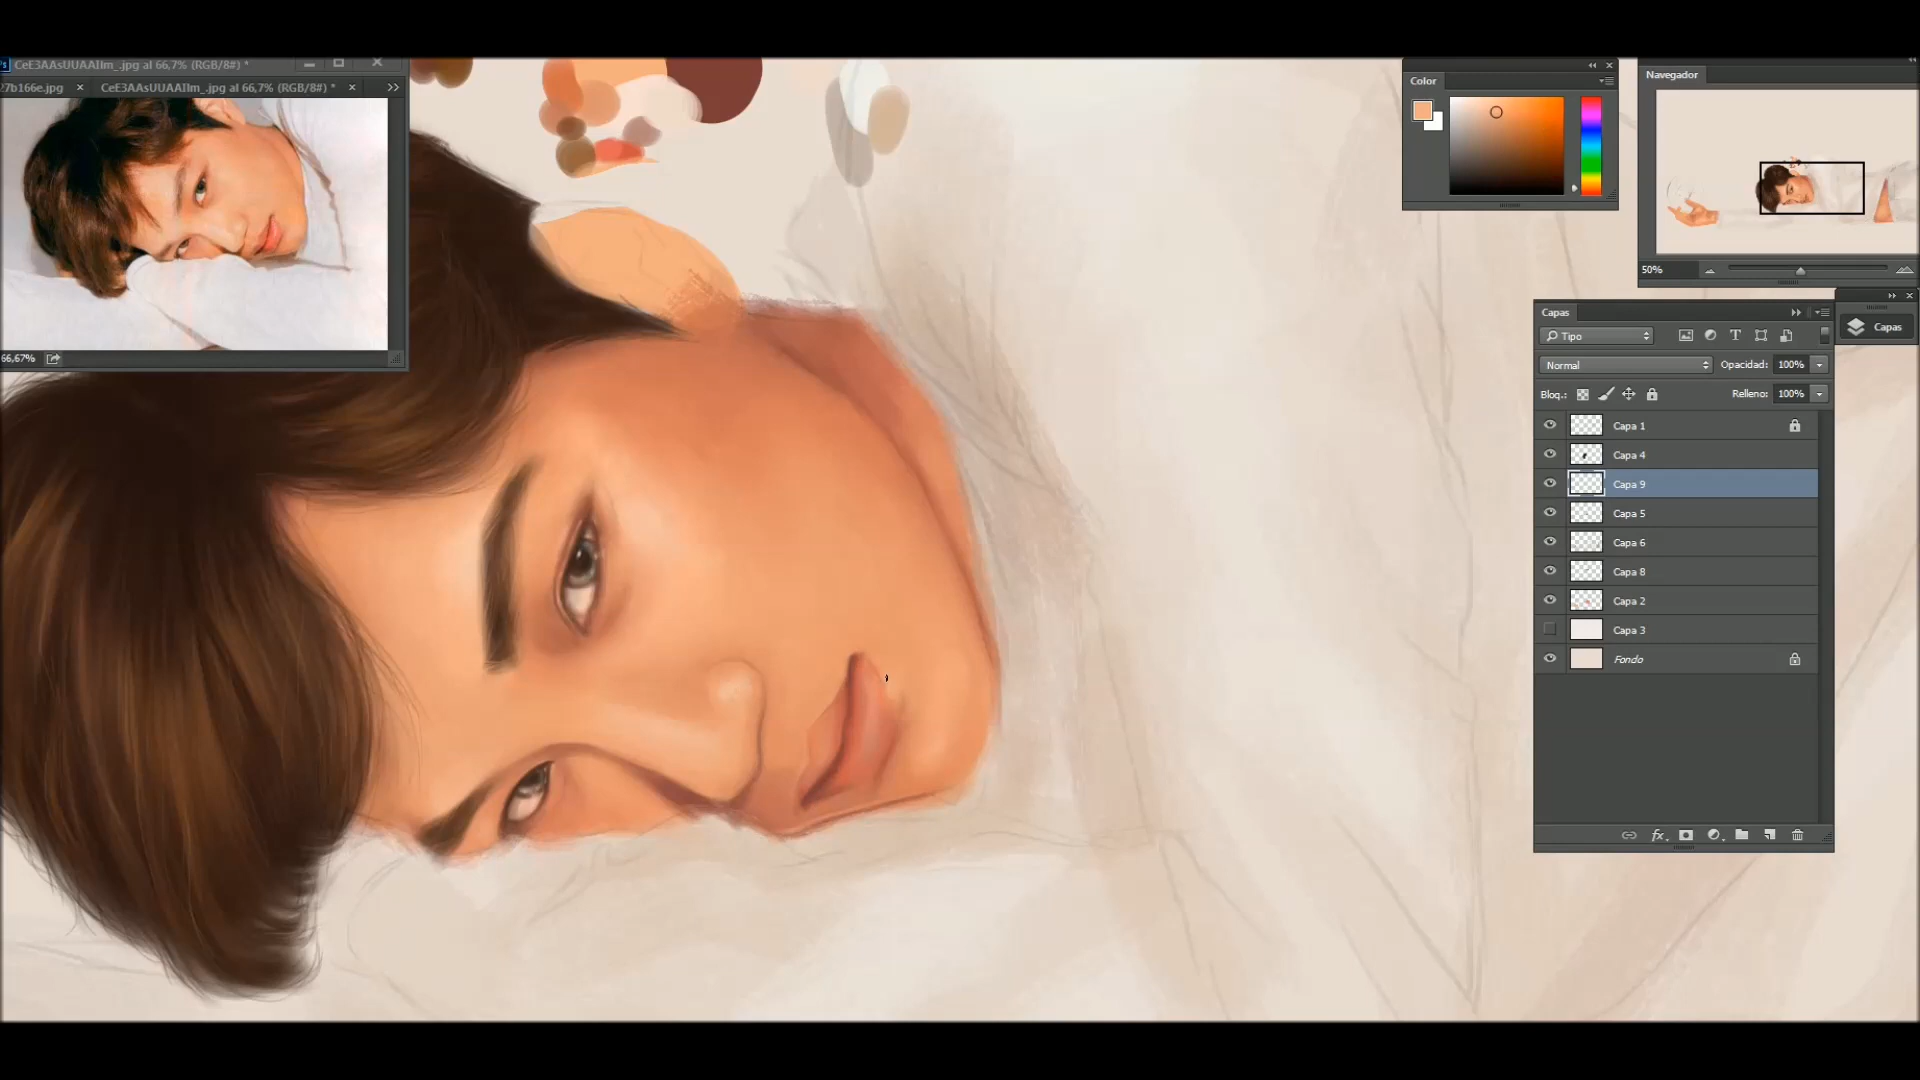 CeE3AAsUUAAIIm_.jpg al 66,7% (RGB/8#) *
27b166e.jpg
CeE3AAsUUAAIIm_.jpg al 66,7% (RGB/8#) *
66,67%
Color
Navegador
50%
Capas
Capas
Tipo
Normal
Opacidad: 100%
Bloq.:
Relleno: 100%
Capa 1
Capa 4
Capa 9
Capa 5
Capa 6
Capa 8
Capa 2
Capa 3
Fondo
fx